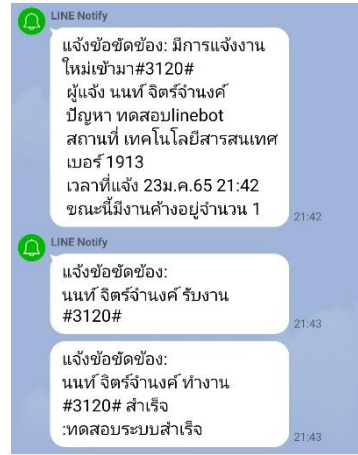 LINE Notify
แจ้งข้อขัดข้อง: มีการแจ้งงาน
ใหม่เข้ามา#3120#
ผู้แจ้ง นนท์ จิตร์จำนงค์
ปัญหา ทดสอบlinebot
สถานที่ เทคโนโลยีสารสนเทศ
เบอร์ 1913
เวลาที่แจ้ง 23ม.ค.65 21:42
ขณะนี้มีงานค้างอยู่จำนวน 1
21:42
LINE Notify
แจ้งข้อขัดข้อง:
นนท์ จิตร์จำนงค์ รับงาน
#3120#
21:43
แจ้งข้อขัดข้อง:
นนท์ จิตร์จำนงค์ ทำงาน
#3120# สำเร็จ
:ทดสอบระบบสำเร็จ
21:43